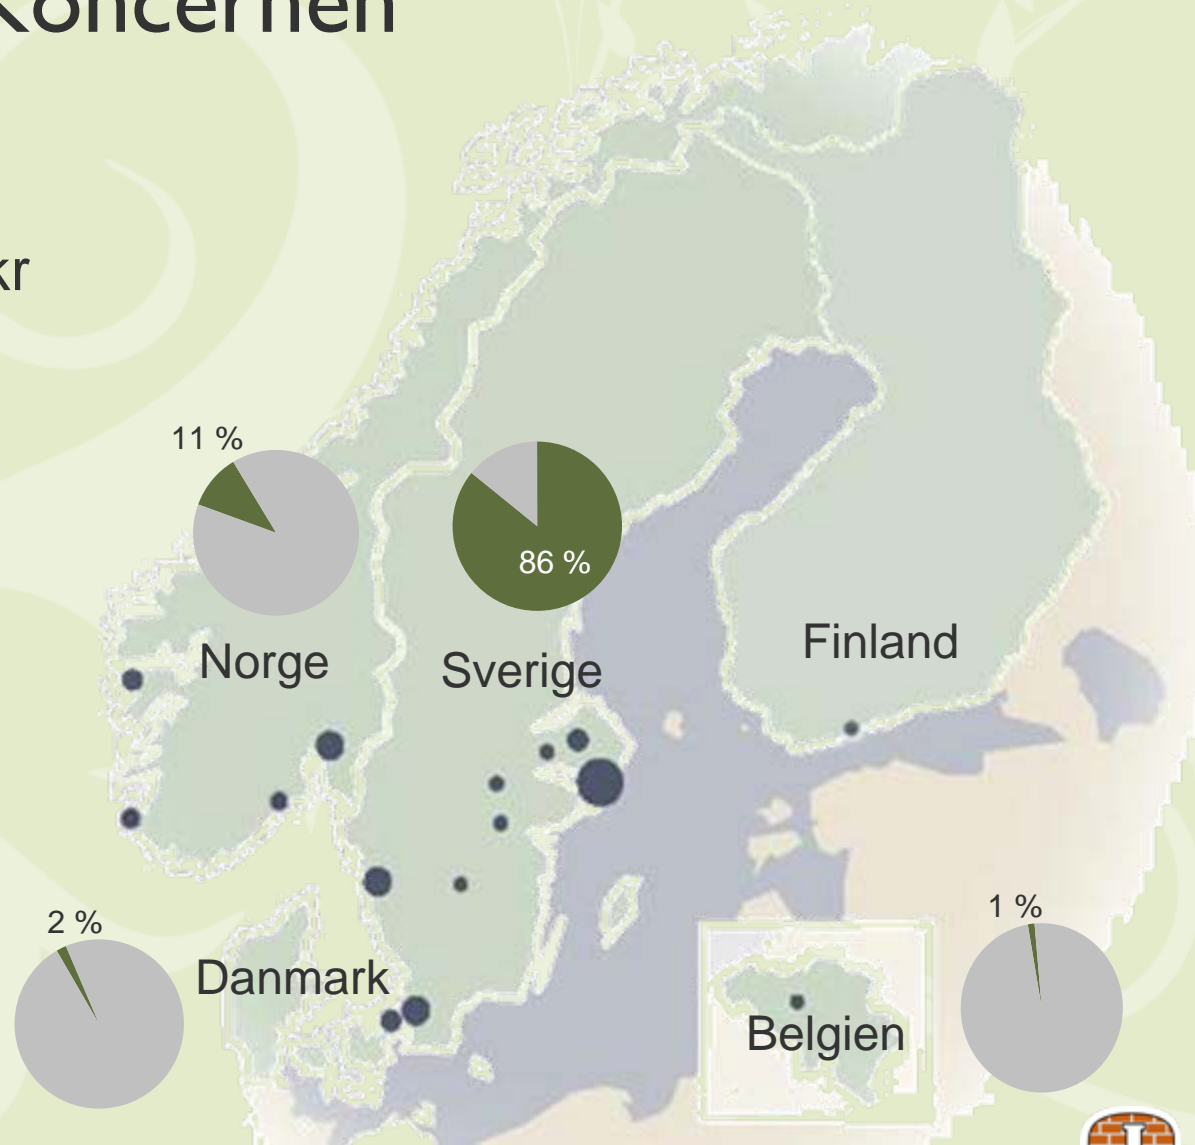 Koncernen
kr
11 %
86 %
Norge
Sverige
Finland
2 %
Danmark
1 %
Belgien